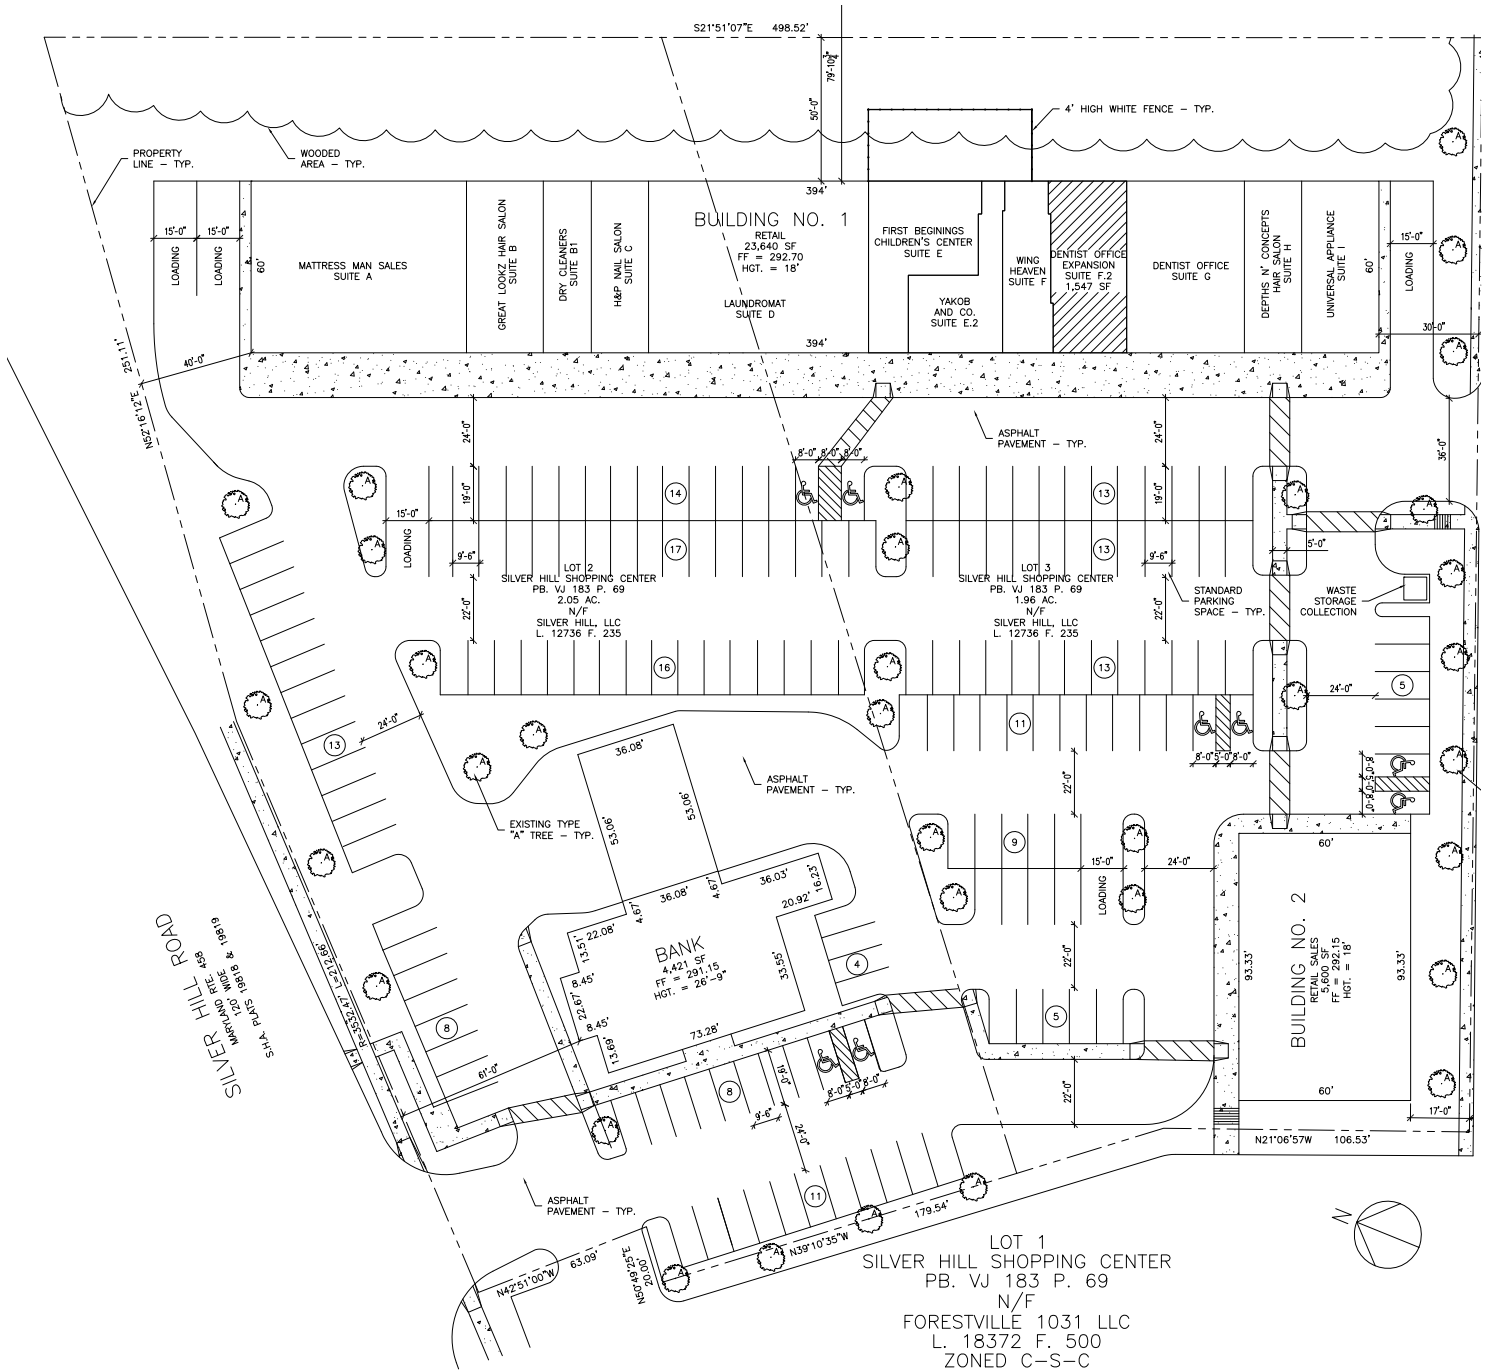 S21°51'07"E 498.52'
79'-10¾"
50'-0"
4' HIGH WHITE FENCE - TYP.
PROPERTY
LINE - TYP.
WOODED
AREA - TYP.
394'
BUILDING NO. 1
RETAIL
23,640 SF
FF = 292.70
HGT. = 18'
15'-0"
15'-0"
LOADING
LOADING
60'
MATTRESS MAN SALES
SUITE A
GREAT LOOKZ HAIR SALON
SUITE B
DRY CLEANERS
SUITE B1
H&P NAIL SALON
SUITE C
LAUNDROMAT
SUITE D
FIRST BEGININGS
CHILDREN'S CENTER
SUITE E
YAKOB
AND CO.
SUITE E.2
WING
HEAVEN
SUITE F
DENTIST OFFICE
EXPANSION
SUITE F.2
1,547 SF
DENTIST OFFICE
SUITE G
DEPTHS N' CONCEPTS
HAIR SALON
SUITE H
UNIVERSAL APPLIANCE
SUITE I
60'
15'-0"
LOADING
30'-0"
394'
N52°16'12"E 251.11'
40'-0"
24'-0"
ASPHALT
PAVEMENT - TYP.
24'-0"
36'-0"
8'-0"
8'-0"
8'-0"
19'-0"
14
13
19'-0"
15'-0"
LOADING
9'-6"
17
13
9'-6"
5'-0"
LOT 2
SILVER HILL SHOPPING CENTER
PB. VJ 183 P. 69
2.05 AC.
N/F
SILVER HILL, LLC
L. 12736 F. 235
LOT 3
SILVER HILL SHOPPING CENTER
PB. VJ 183 P. 69
1.96 AC.
N/F
SILVER HILL, LLC
L. 12736 F. 235
22'-0"
22'-0"
STANDARD
PARKING
SPACE - TYP.
WASTE
STORAGE
COLLECTION
16
13
5
24'-0"
13
24'-0"
11
8'-0"
5'-0"
8'-0"
8'-0"
5'-0"
8'-0"
36.08'
53.06'
53.06'
ASPHALT
PAVEMENT - TYP.
22'-0"
EXISTING TYPE
"A" TREE - TYP.
9
15'-0"
LOADING
24'-0"
4.67'
36.08'
4.67'
36.03'
16.23'
20.92'
22.08'
13.51'
8.45'
22.67'
8.45'
13.69'
73.28'
33.55'
BANK
4,421 SF
FF = 291.15
HGT. = 26'-9"
4
60'
93.33'
BUILDING NO. 2
RETAIL SALES
5,600 SF
FF = 292.15
HGT. = 18'
93.33'
60'
SILVER HILL ROAD
MARYLAND RTE. 458
120' WIDE
S.H.A. PLATS 19818 & 19819
R=3532.47' L=212.66'
8
61'-0"
22'-0"
5
22'-0"
8
19'-0"
8'-0"
5'-0"
8'-0"
9'-6"
24'-0"
17'-0"
N21°06'57W 106.53'
11
ASPHALT
PAVEMENT - TYP.
N42°51'00"W 63.09'
N50°49'25"E
20.00'
N39°10'35"W 179.54'
N
LOT 1
SILVER HILL SHOPPING CENTER
PB. VJ 183 P. 69
N/F
FORESTVILLE 1031 LLC
L. 18372 F. 500
ZONED C-S-C